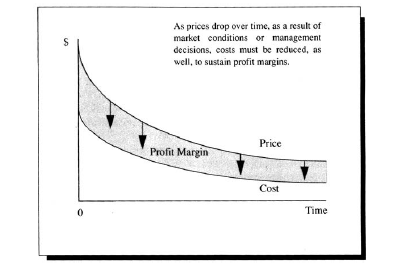 As prices drop over time, as a result of
market conditions or management
decisions, costs must be reduced, as
well, to sustain profit margins.
$
Price
Profit Margin
Cost
0
Time